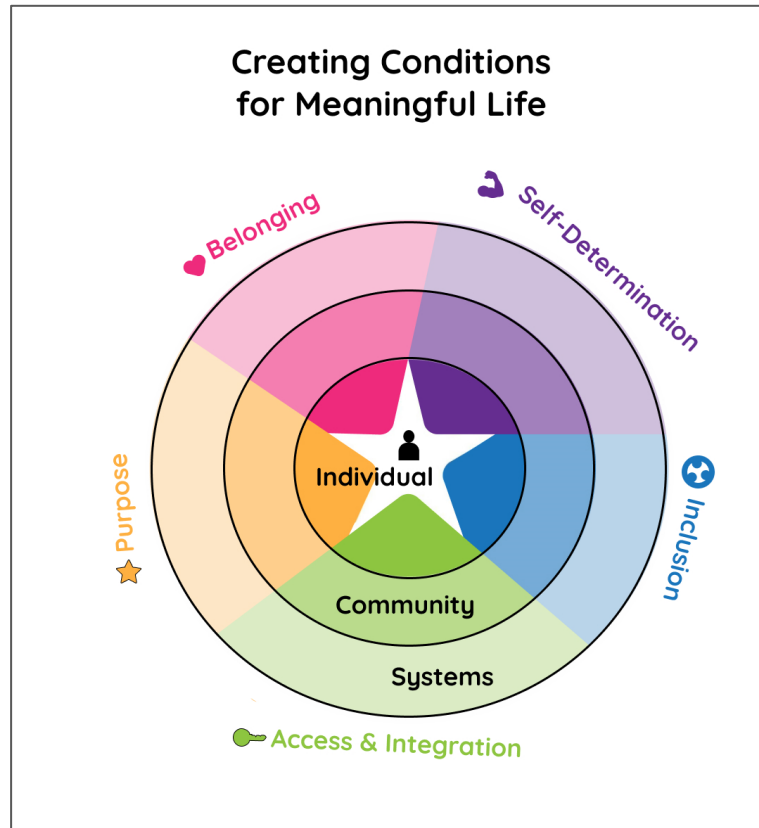 Creating Conditions
for Meaningful Life
Belonging
Self-Determination
Purpose
Individual
Inclusion
Community
Systems
Access & Integration